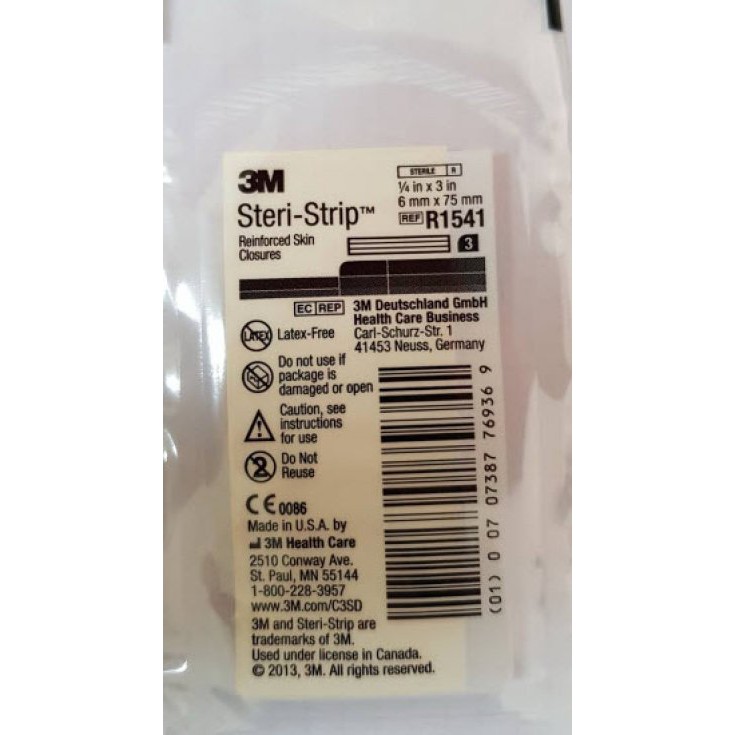 3M
Steri-Strip™
Reinforced Skin
Closures
STERILE R
¼ in x 3 in
6 mm x 75 mm
REF R1541
3
EC REP 3M Deutschland GmbH
Health Care Business
Carl-Schurz-Str. 1
41453 Neuss, Germany
LATEX Latex-Free
Do not use if
package is
damaged or open
Caution, see
instructions
for use
2 Do Not
Reuse
CE 0086
Made in U.S.A. by
3M Health Care
2510 Conway Ave.
St. Paul, MN 55144
1-800-228-3957
www.3M.com/C3SD
3M and Steri-Strip are
trademarks of 3M.
Used under license in Canada.
© 2013, 3M. All rights reserved.
(01) 0 07 07387 76936 9